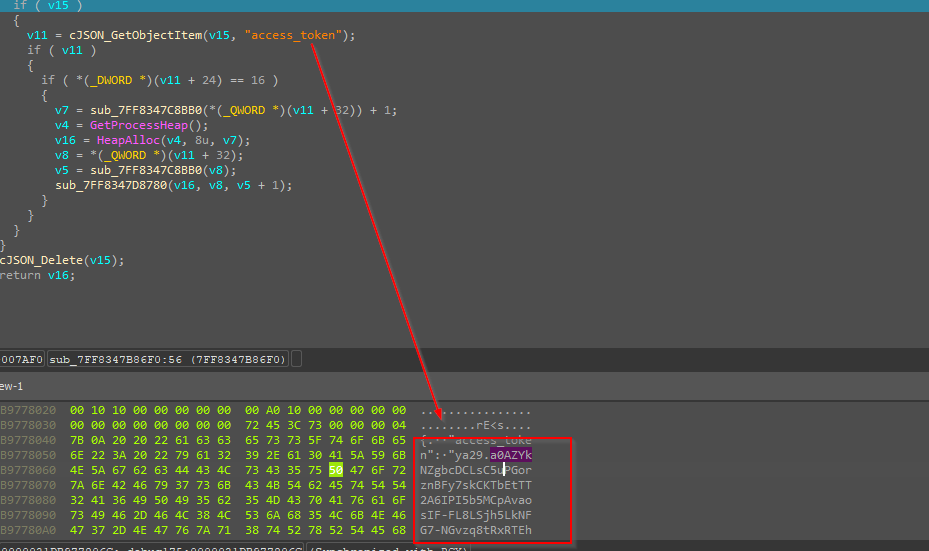 if ( v15 )
{
v11 = cJSON_GetObjectItem(v15, "access_token");
if ( v11 )
{
if ( *(_DWORD *)(v11 + 24) == 16 )
{
v7 = sub_7FF8347C8BB0(*(_QWORD *)(v11 + 32)) + 1;
v4 = GetProcessHeap();
v16 = HeapAlloc(v4, 8u, v7);
v8 = *(_QWORD *)(v11 + 32);
v5 = sub_7FF8347C8BB0(v8);
sub_7FF8347D8780(v16, v8, v5 + 1);
}
}
}
}
cJSON_Delete(v15);
return v16;
007AF0 sub_7FF8347B86F0:56 (7FF8347B86F0)
ew-1
B9778020 00 10 10 00 00 00 00 00 00 A0 10 00 00 00 00 00 ................
B9778030 00 00 00 00 00 00 00 00 72 45 3C 73 00 00 00 04 ........rE<s....
B9778040 7B 0A 20 20 22 61 63 63 65 73 73 5F 74 6F 6B 65 {.··"access_toke
B9778050 6E 22 3A 20 22 79 61 32 39 2E 61 30 41 5A 59 6B n":·"ya29.a0AZYk
B9778060 4E 5A 67 62 63 44 43 4C 73 43 35 75 50 47 6F 72 NZgbcDCLsC5uPGor
B9778070 7A 6E 42 46 79 37 73 6B 43 4B 54 62 45 74 54 54 znBFy7skCKTbEtTT
B9778080 32 41 36 49 50 49 35 62 35 4D 43 70 41 76 61 6F 2A6IPI5b5MCpAvao
B9778090 73 49 46 2D 46 4C 38 4C 53 6A 68 35 4C 6B 4E 46 sIF-FL8LSjh5LkNF
B97780A0 47 37 2D 4E 47 76 7A 71 38 74 52 78 52 54 45 68 G7-NGvzq8tRxRTEh